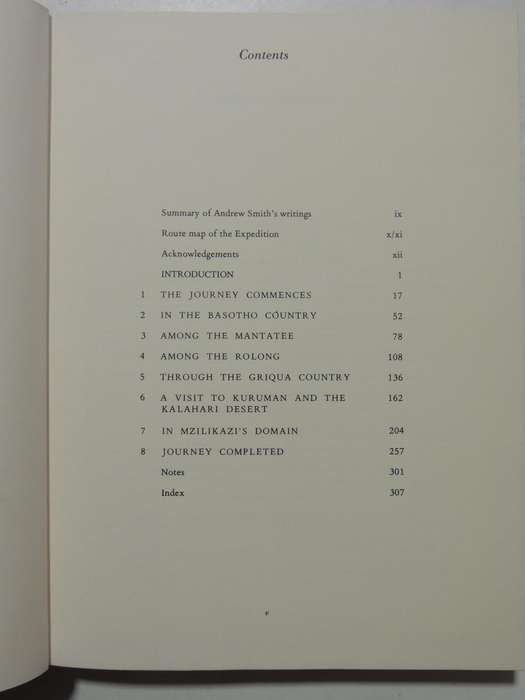 Contents
Summary of Andrew Smith's writings ix
Route map of the Expedition x/xi
Acknowledgements xii
INTRODUCTION 1
1 THE JOURNEY COMMENCES 17
2 IN THE BASOTHO COUNTRY 52
3 AMONG THE MANTATEE 78
4 AMONG THE ROLONG 108
5 THROUGH THE GRIQUA COUNTRY 136
6 A VISIT TO KURUMAN AND THE 162
KALAHARI DESERT
7 IN MZILIKAZI'S DOMAIN 204
8 JOURNEY COMPLETED 257
Notes 301
Index 307